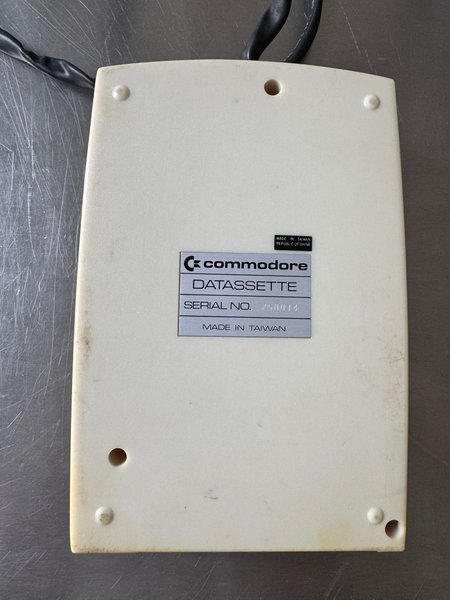 MADE IN TAIWAN
REPUBLIC OF CHINA
commodore
DATASSETTE
SERIAL NO.
MADE IN TAIWAN